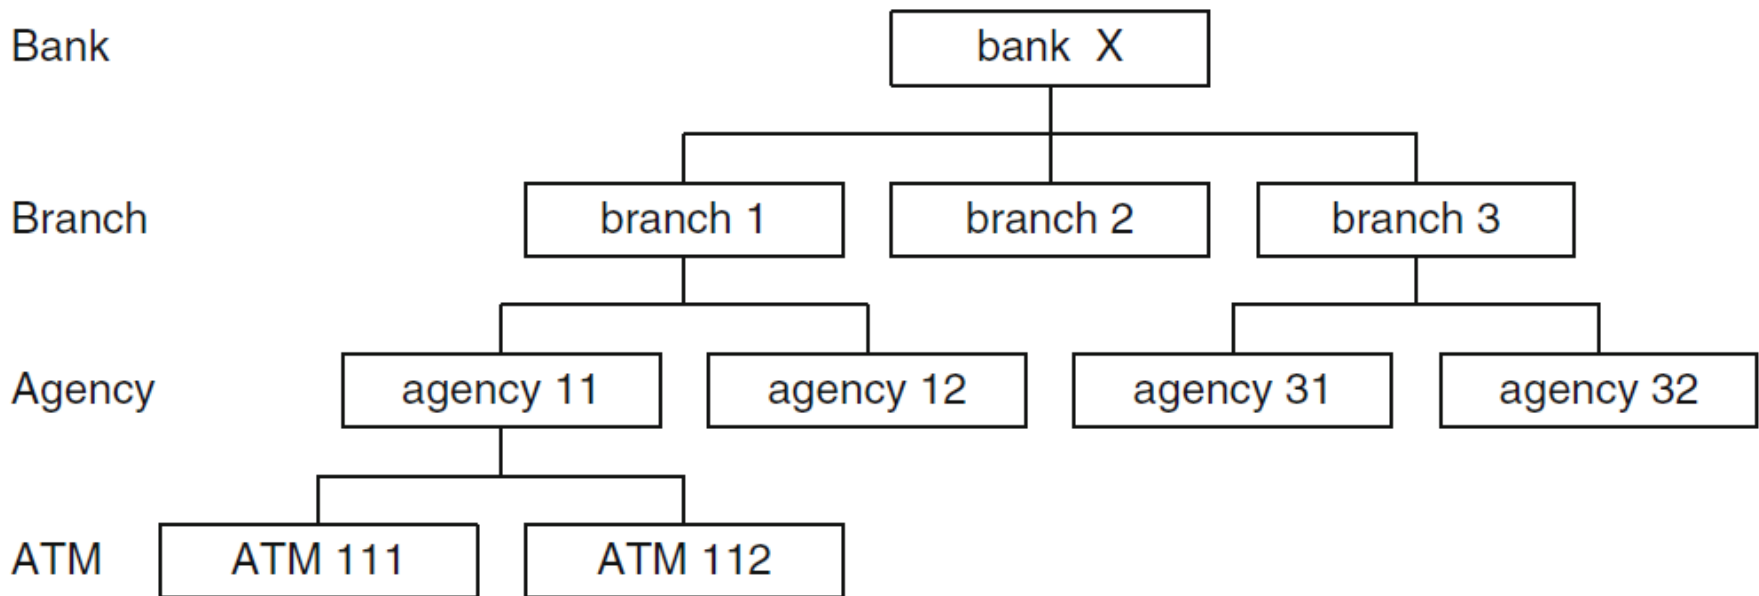 Bank
bank X
Branch
branch 1
branch 2
branch 3
Agency
agency 11
agency 12
agency 31
agency 32
ATM
ATM 111
ATM 112